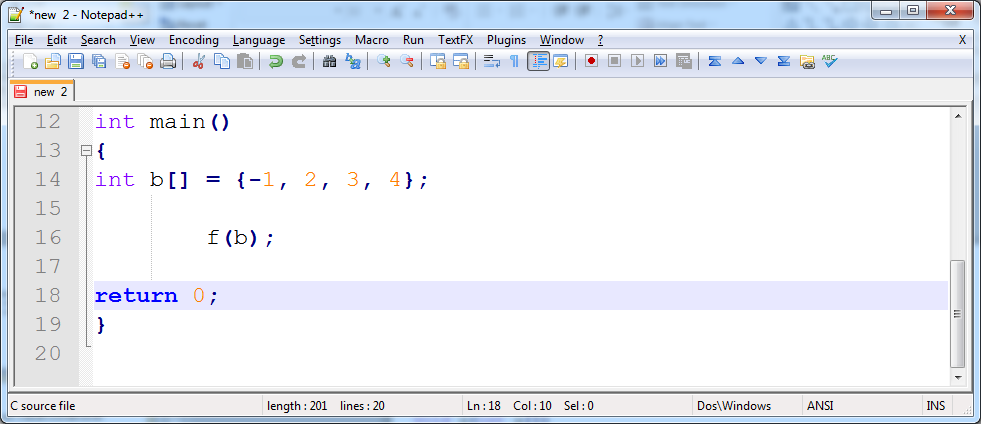 *new 2 - Notepad++
File Edit Search View Encoding Language Settings Macro Run TextFX Plugins Window ? X
new 2
12 int main()
13 {
14 int b[] = {-1, 2, 3, 4};
15
16 f(b);
17
18 return 0;
19 }
20
C source file length : 201 lines : 20 Ln : 18 Col : 10 Sel : 0 Dos\Windows ANSI INS